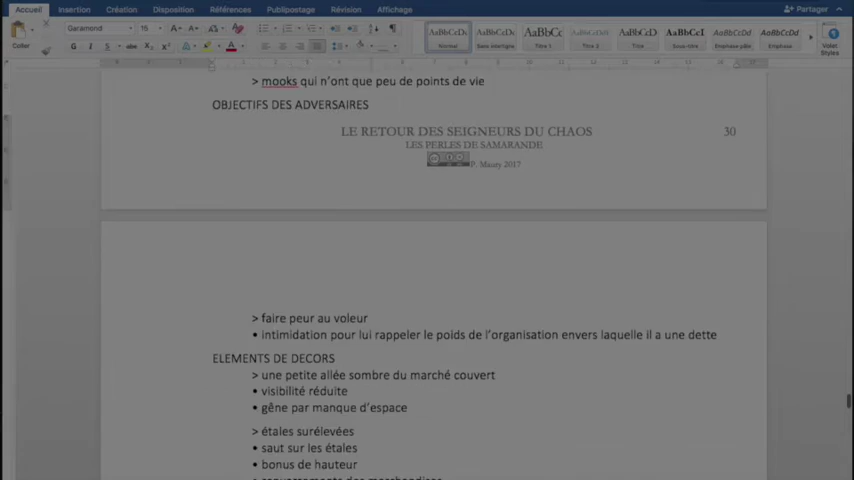 Accueil Insertion Création Disposition Références Publipostage Révision Affichage Partager
Garamond 15 AaBbCcDc AaBbCcDc AaBbCc AaBbCcDc AaBbCcDc AaBbCcI AaBbCcDd AaBbCcDd
Coller G I S abc X A Normal Sans interligne Titre 1 Titre 2 Titre Sous-titre Emphase pâle Emphase Volet Styles
> mooks qui n’ont que peu de points de vie
OBJECTIFS DES ADVERSAIRES
LE RETOUR DES SEIGNEURS DU CHAOS 30
LES PERLES DE SAMARANDE
P. Maury 2017
> faire peur au voleur
• intimidation pour lui rappeler le poids de l’organisation envers laquelle il a une dette
ELEMENTS DE DECORS
> une petite allée sombre du marché couvert
• visibilité réduite
• gêne par manque d’espace
> étales surélevées
• saut sur les étales
• bonus de hauteur